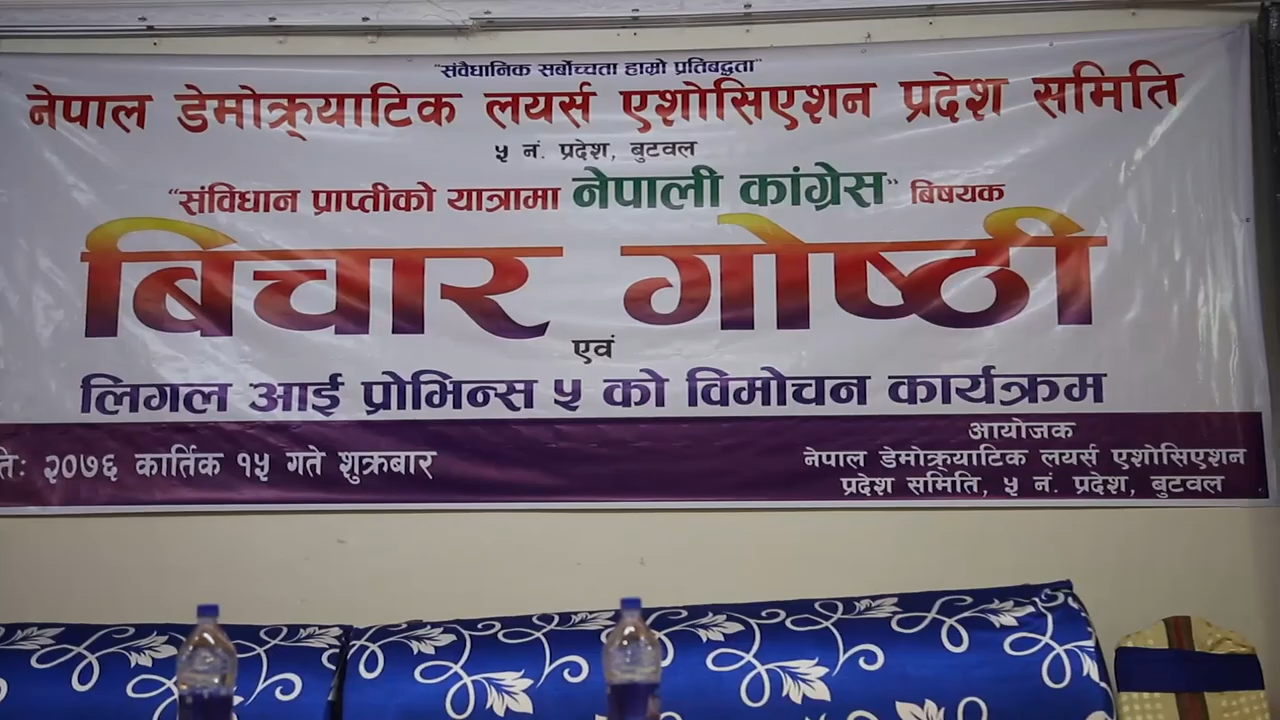 "संवैधानिक सर्बोच्चता हाम्रो प्रतिबद्धता"
नेपाल डेमोक्र्याटिक लयर्स एशोसिएशन प्रदेश समिति
५ नं. प्रदेश, बुटवल
"संविधान प्राप्तीको यात्रामा नेपाली कांग्रेस" बिषयक
बिचार गोष्ठी
एवं
लिगल आई प्रोभिन्स ५ को विमोचन कार्यक्रम
२०७६ कार्तिक १५ गते शुक्रबार
आयोजक
नेपाल डेमोक्र्याटिक लयर्स एशोसिएशन
प्रदेश समिति, ५ नं. प्रदेश, बुटवल